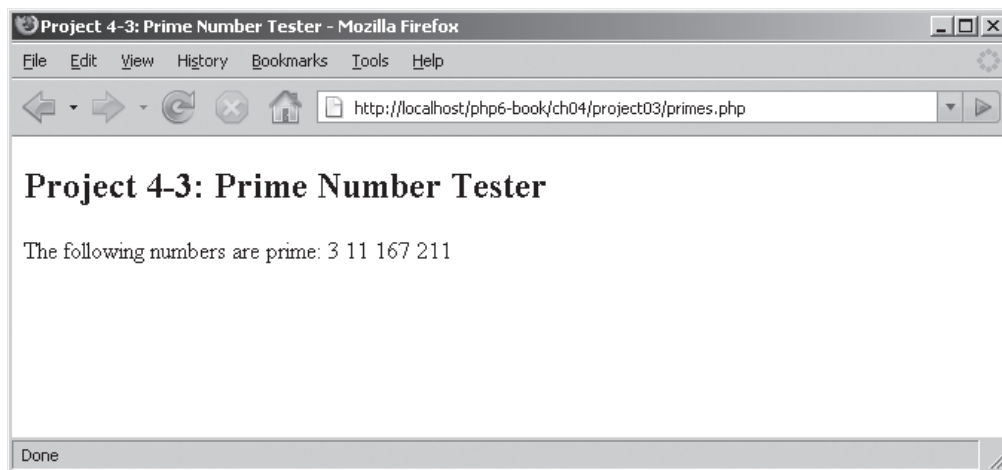 Project 4-3: Prime Number Tester - Mozilla Firefox
File Edit View History Bookmarks Tools Help
http://localhost/php6-book/ch04/project03/primes.php
Project 4-3: Prime Number Tester
The following numbers are prime: 3 11 167 211
Done